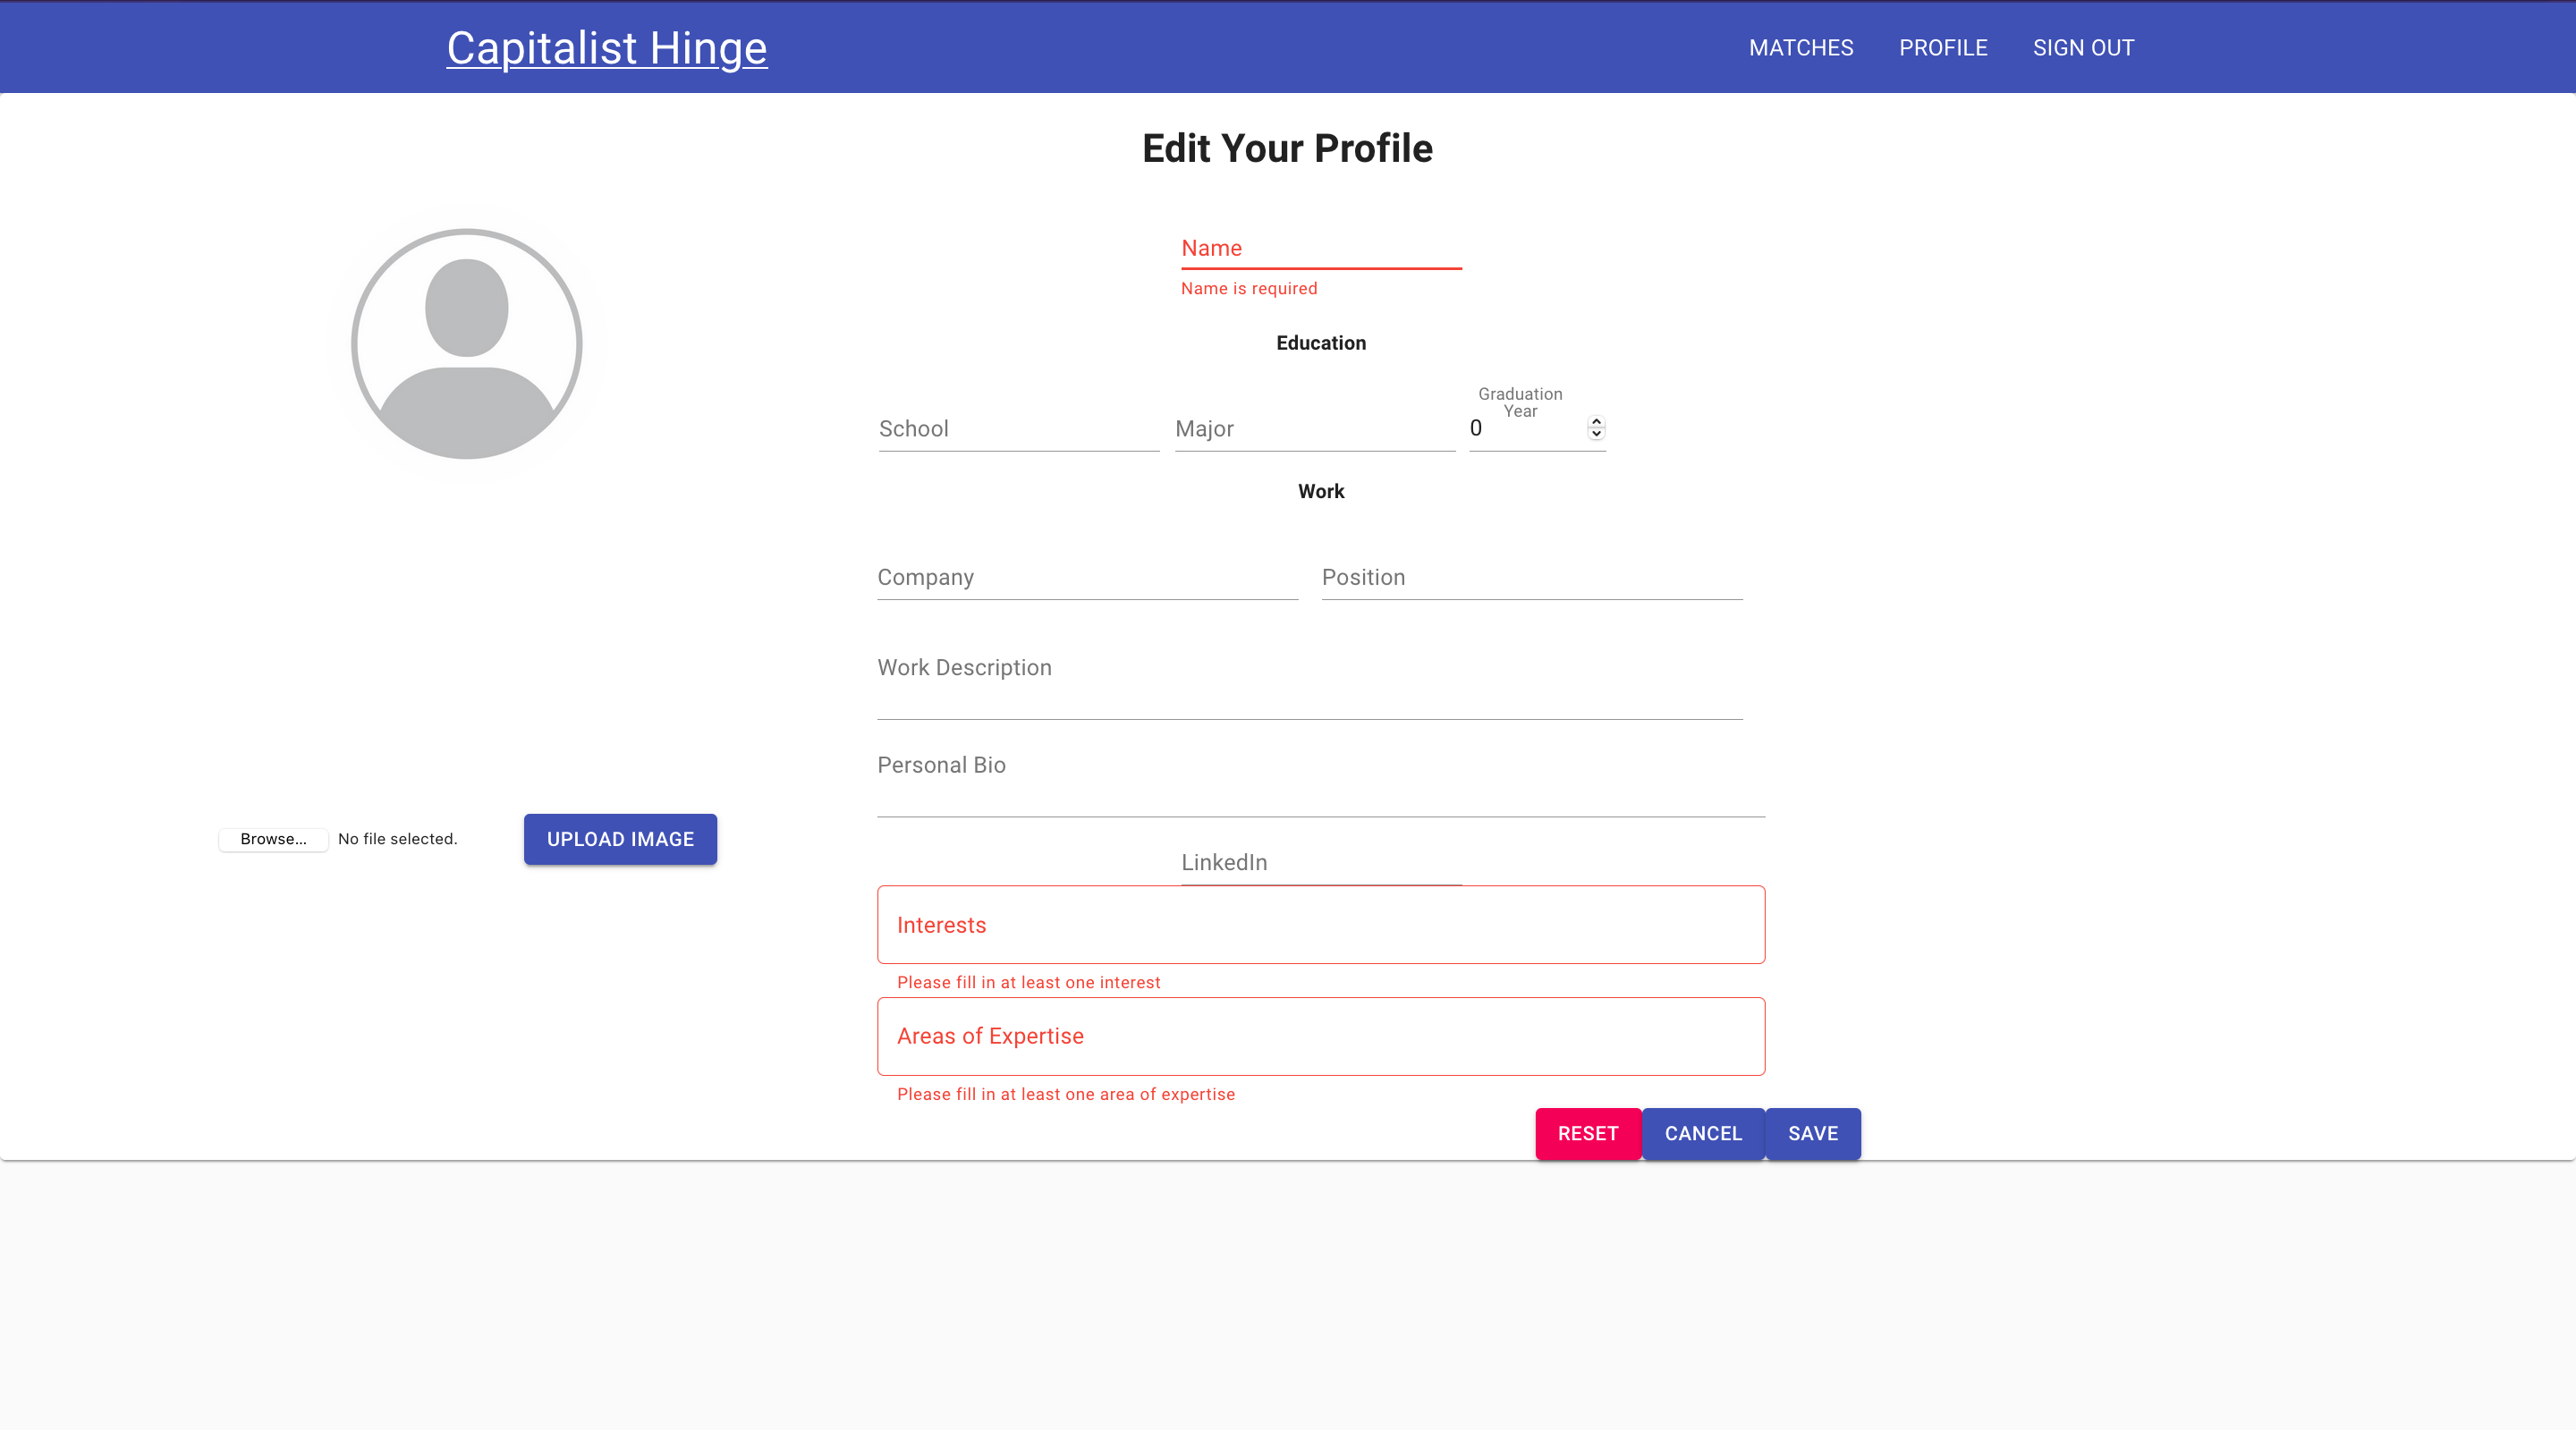 Capitalist Hinge
MATCHES PROFILE SIGN OUT
Edit Your Profile
Name
Name is required
Education
School
Major
Graduation
Year
0
Work
Company
Position
Work Description
Personal Bio
Browse... No file selected.
UPLOAD IMAGE
LinkedIn
Interests
Please fill in at least one interest
Areas of Expertise
Please fill in at least one area of expertise
RESET CANCEL SAVE